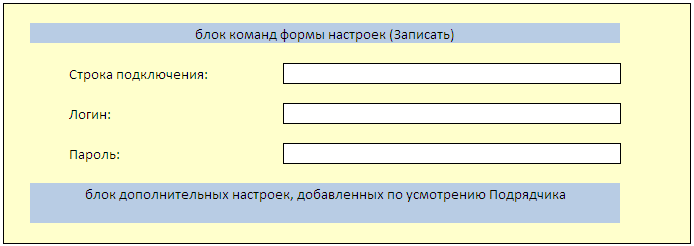 блок команд формы настроек (Записать)
Строка подключения:
Логин:
Пароль:
блок дополнительных настроек, добавленных по усмотрению Подрядчика